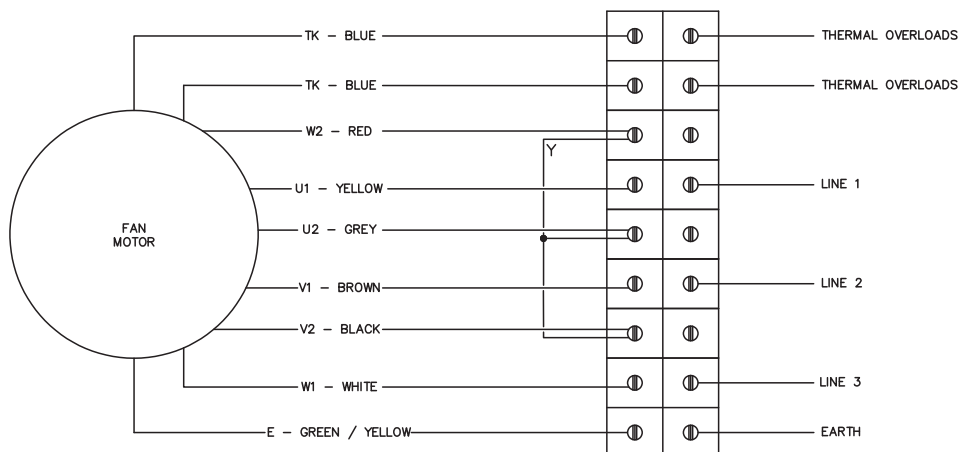 TK – BLUE
THERMAL OVERLOADS
TK – BLUE
THERMAL OVERLOADS
W2 – RED
Y
U1 – YELLOW
LINE 1
FAN
MOTOR
U2 – GREY
V1 – BROWN
LINE 2
V2 – BLACK
W1 – WHITE
LINE 3
E – GREEN / YELLOW
EARTH